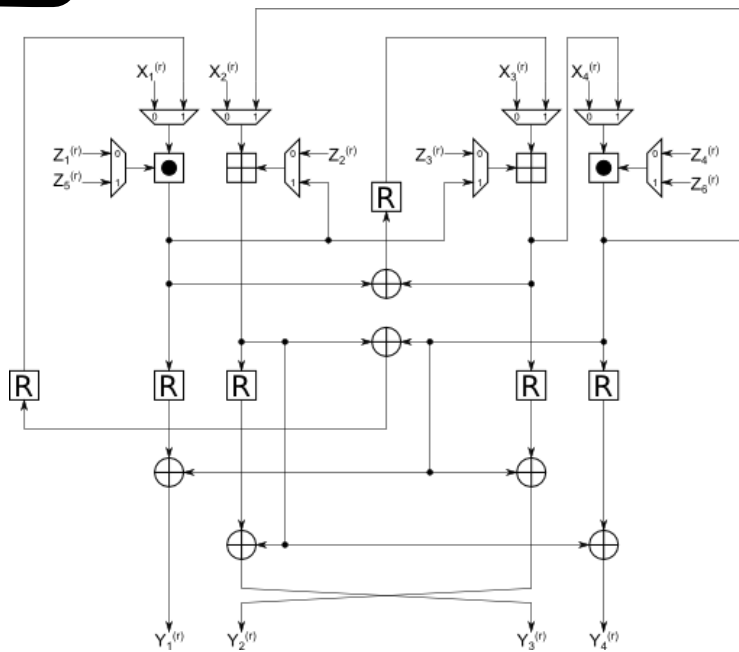 X₁⁽ʳ⁾ X₂⁽ʳ⁾ X₃⁽ʳ⁾ X₄⁽ʳ⁾
0 1 0 1 0 1 0 1
Z₁⁽ʳ⁾ 0 0 Z₂⁽ʳ⁾ Z₃⁽ʳ⁾ 0 0 Z₄⁽ʳ⁾
Z₅⁽ʳ⁾ 1 1 1 1 Z₆⁽ʳ⁾
R
R R R R R
Y₁⁽ʳ⁾ Y₂⁽ʳ⁾ Y₃⁽ʳ⁾ Y₄⁽ʳ⁾